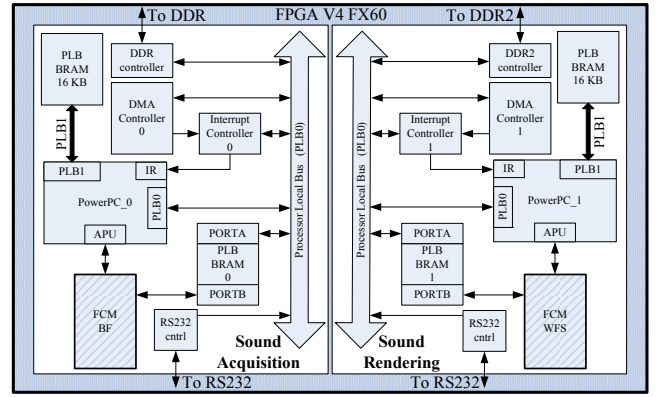 To DDR
FPGA V4 FX60
To DDR2
PLB
BRAM
16 KB
DDR
controller
DMA
Controller
0
Interrupt
Controller
0
PLB1
PLB1
IR
PowerPC_0
PLB0
APU
PORTA
PLB
BRAM
0
PORTB
FCM
BF
RS232
cntrl
Sound
Acquisition
To RS232
Processor Local Bus (PLB0)
Processor Local Bus (PLB0)
DDR2
controller
PLB
BRAM
16 KB
DMA
Controller
1
Interrupt
Controller
1
PLB1
IR
PLB1
PLB0
PowerPC_1
APU
PORTA
PLB
BRAM
1
PORTB
FCM
WFS
RS232
cntrl
Sound
Rendering
To RS232